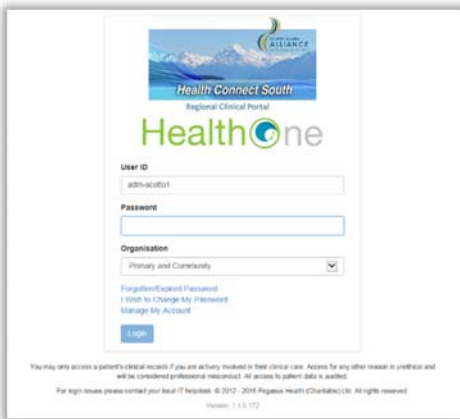 ALLIANCE
Health Connect South
Regional Clinical Portal
HealthOne
User ID
adm-scotto1
Password
Organisation
Primary and Community
Forgotten/Expired Password
I Wish to Change My Password
Manage My Account
Login
You may only access a patient's clinical records if you are actively involved in their clinical care. Access for any other reason is unethical and
will be considered professional misconduct. All access to patient data is audited.
For login issues please contact your local IT helpdesk. © 2012 - 2016 Pegasus Health (Charitable) Ltd. All rights reserved.
Version: 1.1.0.172